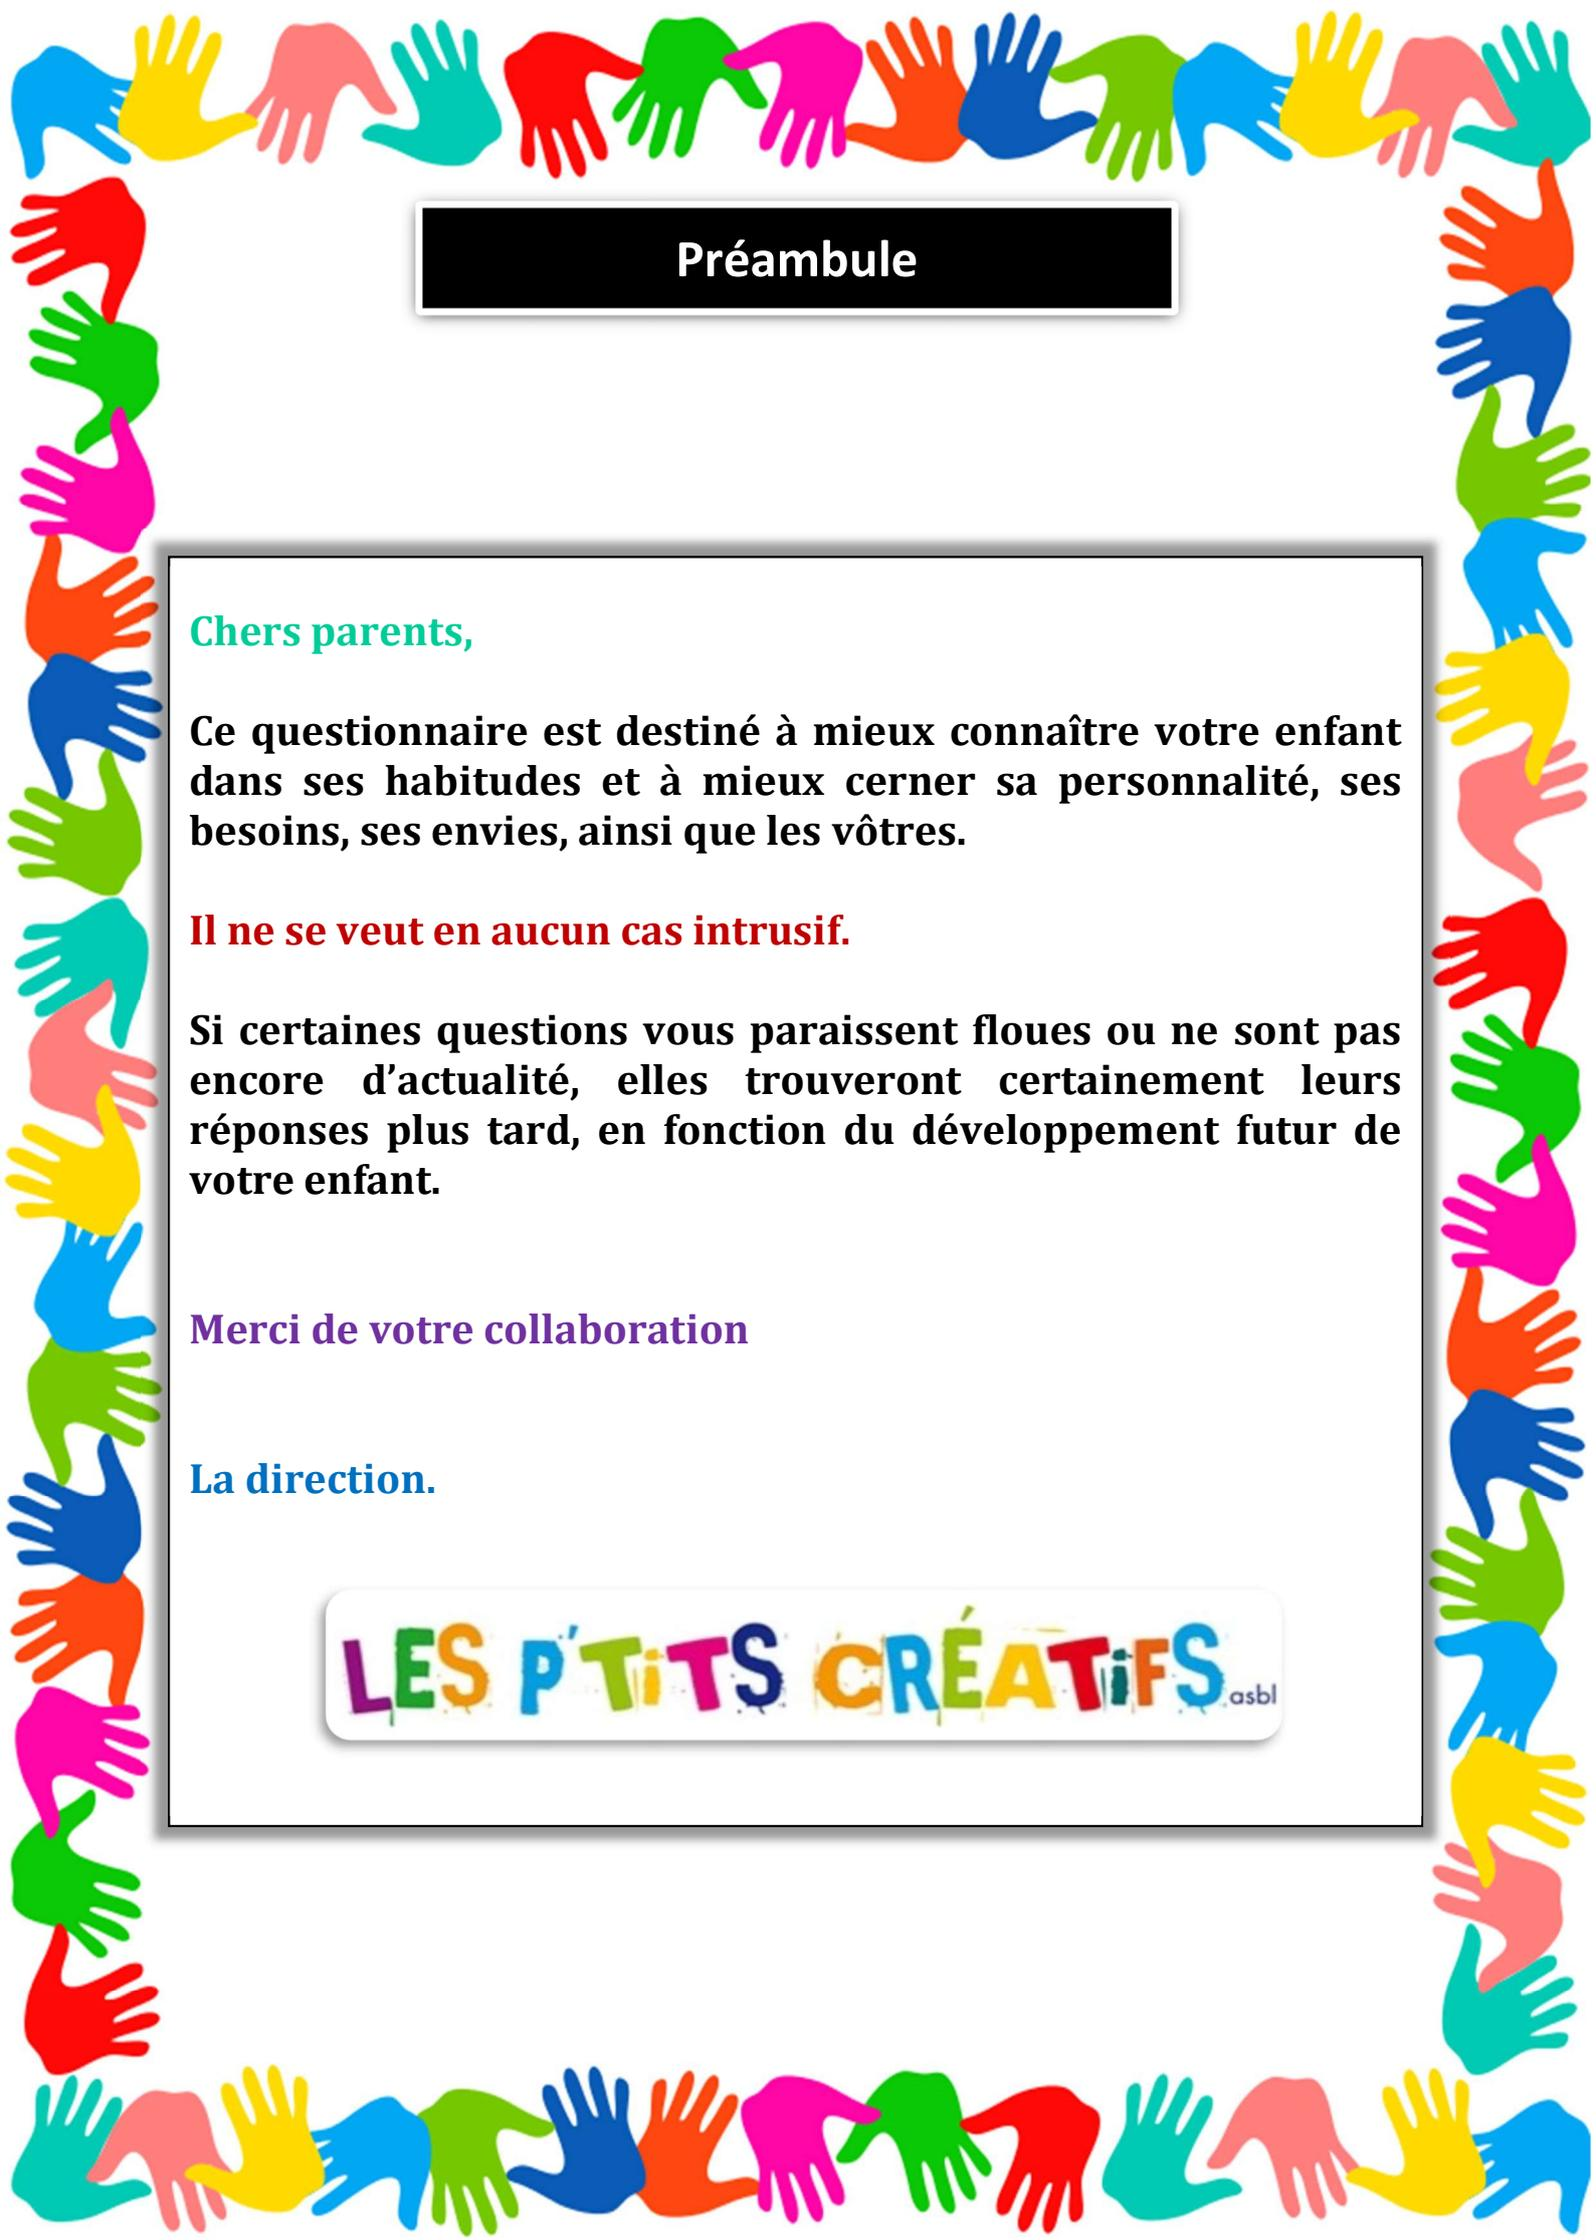 Préambule
Chers parents,
Ce questionnaire est destiné à mieux connaître votre enfant
dans ses habitudes et à mieux cerner sa personnalité, ses
besoins, ses envies, ainsi que les vôtres.
Il ne se veut en aucun cas intrusif.
Si certaines questions vous paraissent floues ou ne sont pas
encore d’actualité, elles trouveront certainement leurs
réponses plus tard, en fonction du développement futur de
votre enfant.
Merci de votre collaboration
La direction.
LES P'TiTS CRÉATiFS asbl